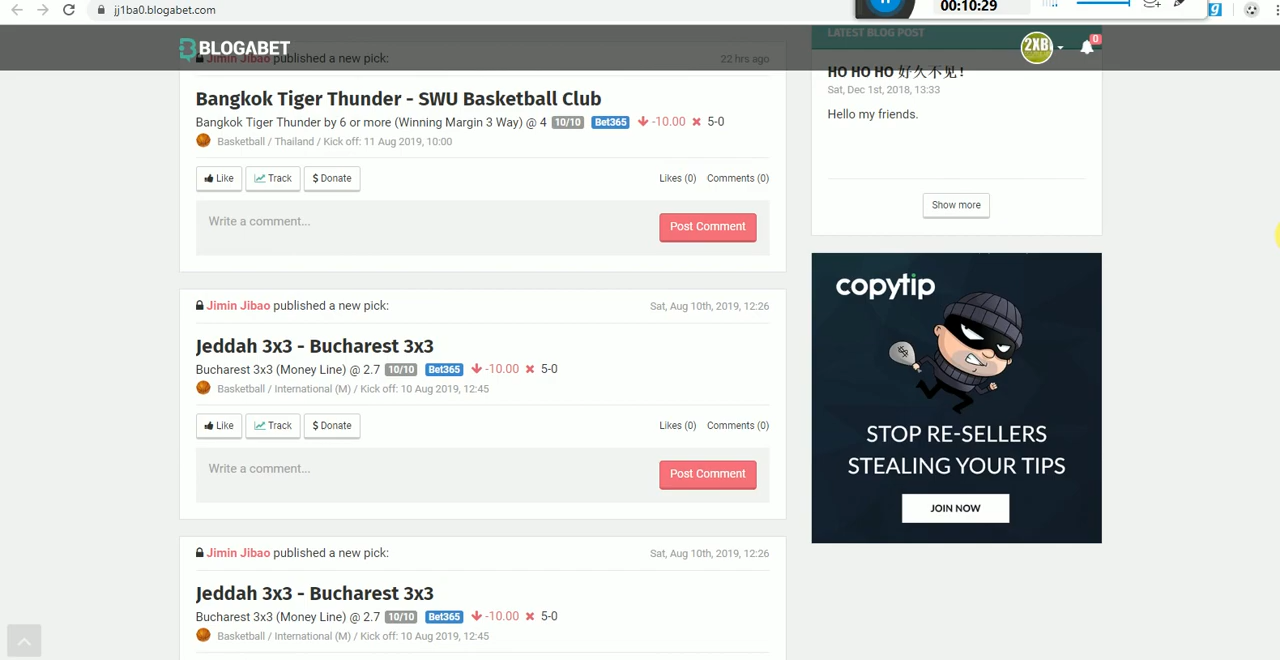 jj1ba0.blogabet.com
00:10:29
BLOGABET
2XB
0
Jimin Jibao published a new pick:
22 hrs ago
Bangkok Tiger Thunder - SWU Basketball Club
Bangkok Tiger Thunder by 6 or more (Winning Margin 3 Way) @ 4 10/10 Bet365 -10.00 5-0
Basketball / Thailand / Kick off: 11 Aug 2019, 10:00
Like Track $ Donate
Likes (0) Comments (0)
Write a comment...
Post Comment
Jimin Jibao published a new pick:
Sat, Aug 10th, 2019, 12:26
Jeddah 3x3 - Bucharest 3x3
Bucharest 3x3 (Money Line) @ 2.7 10/10 Bet365 -10.00 5-0
Basketball / International (M) / Kick off: 10 Aug 2019, 12:45
Like Track $ Donate
Likes (0) Comments (0)
Write a comment...
Post Comment
Jimin Jibao published a new pick:
Sat, Aug 10th, 2019, 12:26
Jeddah 3x3 - Bucharest 3x3
Bucharest 3x3 (Money Line) @ 2.7 10/10 Bet365 -10.00 5-0
Basketball / International (M) / Kick off: 10 Aug 2019, 12:45
LATEST BLOG POST
HO HO HO 好久不见！
Sat, Dec 1st, 2018, 13:33
Hello my friends.
Show more
copytip
$
STOP RE-SELLERS
STEALING YOUR TIPS
JOIN NOW